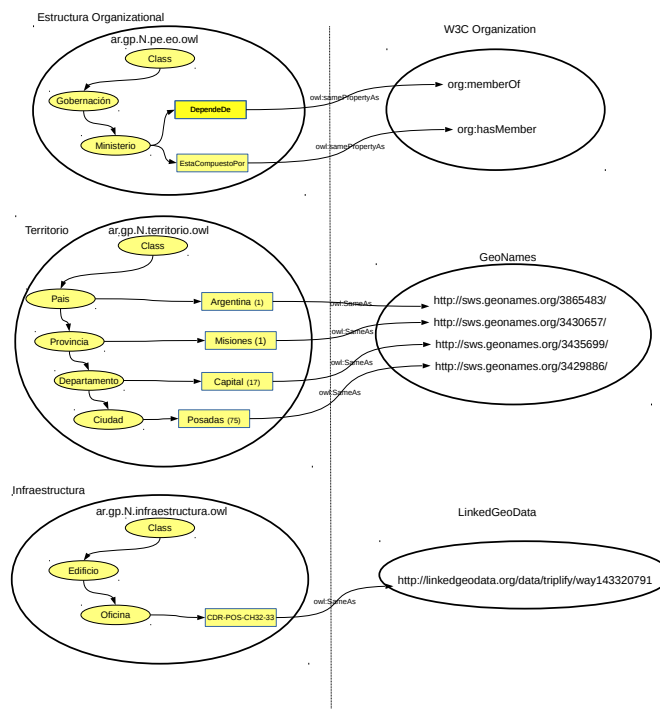 Estructura Organizational
W3C Organization
ar.gp.N.pe.eo.owl
Class
Gobernación
DependeDe
Ministerio
EstaCompuestoPor
owl:samePropertyAs
owl:samePropertyAs
org:memberOf
org:hasMember
Territorio
ar.gp.N.territorio.owl
Class
GeoNames
Pais
Argentina (1)
owl:SameAs
http://sws.geonames.org/3865483/
Provincia
Misiones (1)
owl:SameAs
http://sws.geonames.org/3430657/
Departamento
Capital (17)
owl:SameAs
http://sws.geonames.org/3435699/
Ciudad
Posadas (75)
owl:SameAs
http://sws.geonames.org/3429886/
Infraestructura
ar.gp.N.infraestructura.owl
Class
LinkedGeoData
Edificio
Oficina
CDR-POS-CH32-33
owl:SameAs
http://linkedgeodata.org/data/triplify/way143320791